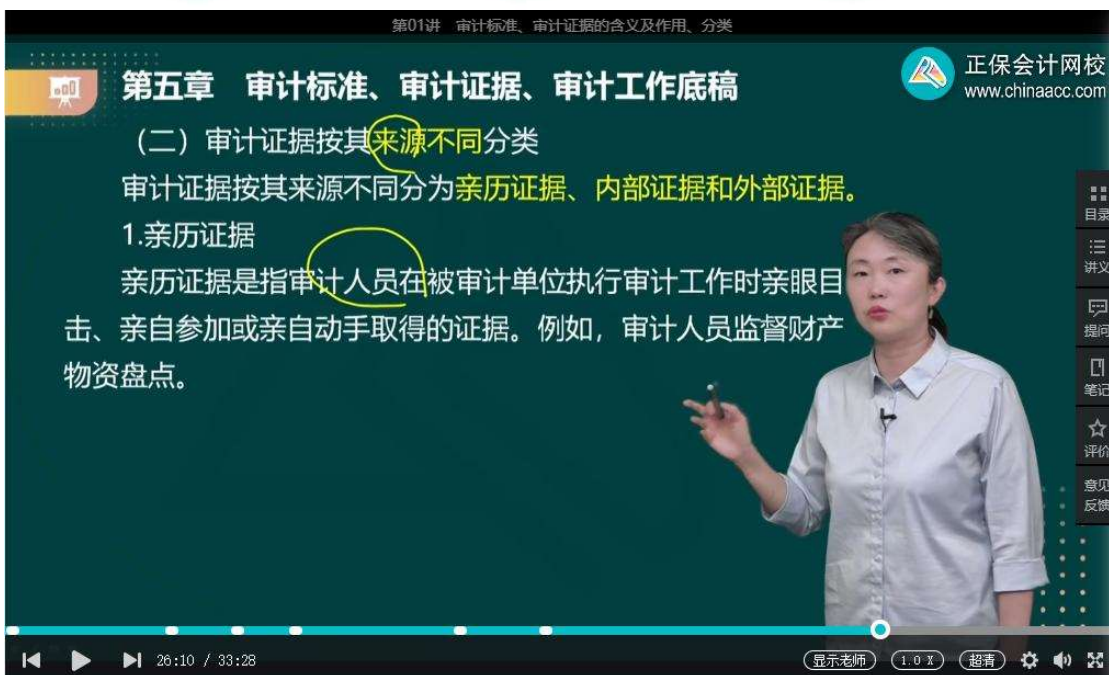 第01讲 审计标准、审计证据的含义及作用、分类
第五章 审计标准、审计证据、审计工作底稿
正保会计网校
www.chinaacc.com
（二）审计证据按其来源不同分类
审计证据按其来源不同分为亲历证据、内部证据和外部证据。
1.亲历证据
亲历证据是指审计人员在被审计单位执行审计工作时亲眼目
击、亲自参加或亲自动手取得的证据。例如，审计人员监督财产
物资盘点。
目录
讲义
提问
笔记
评价
意见
反馈
26:10 / 33:28
显示老师
1.0 X
超清